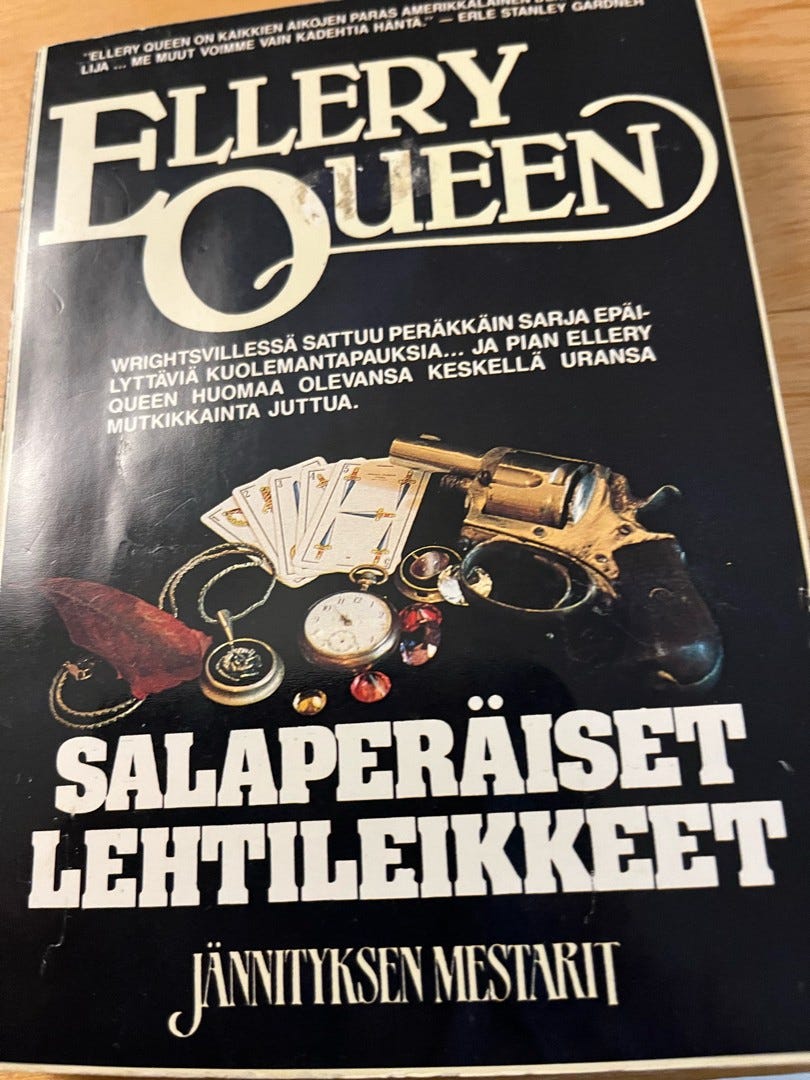 "ELLERY QUEEN ON KAIKKIEN AIKOJEN PARAS AMERIKKALAINEN
LIJA ... ME MUUT VOIMME VAIN KADEHTIA HÄNTÄ." — ERLE STANLEY GARDNER
ELLERY
QUEEN
WRIGHTSVILLESSÄ SATTUU PERÄKKÄIN SARJA EPÄI-
LYTTÄVIÄ KUOLEMANTAPAUKSIA... JA PIAN ELLERY
QUEEN HUOMAA OLEVANSA KESKELLÄ URANSA
MUTKIKKAINTA JUTTUA.
SALAPERÄISET
LEHTILEIKKEET
JÄNNITYKSEN MESTARIT